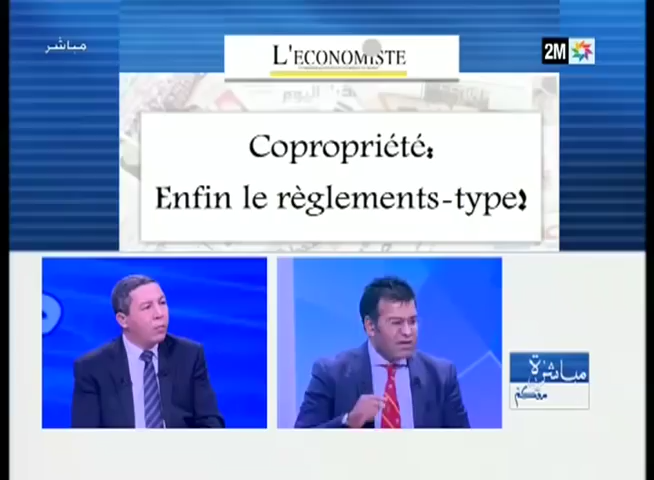 مباشر
2M
L'ECONOMISTE
Copropriété:
Enfin le règlements-type!
مباشرة
معكم